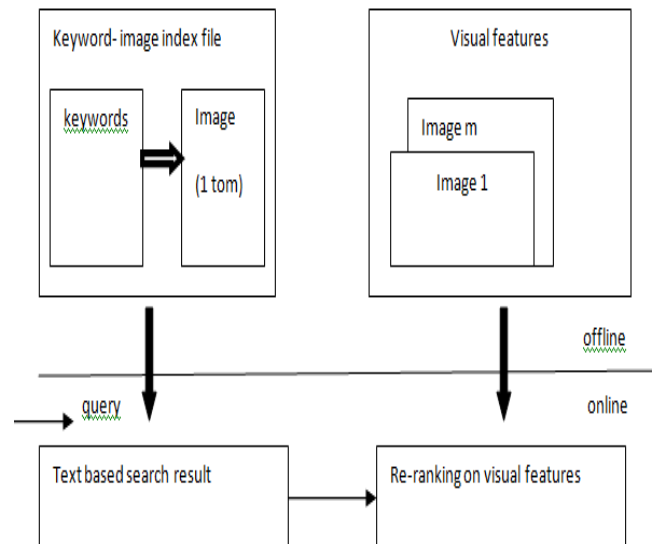 Keyword- image index file
keywords
Image
(1 tom)
Visual features
Image m
Image 1
offline
query
online
Text based search result
Re-ranking on visual features